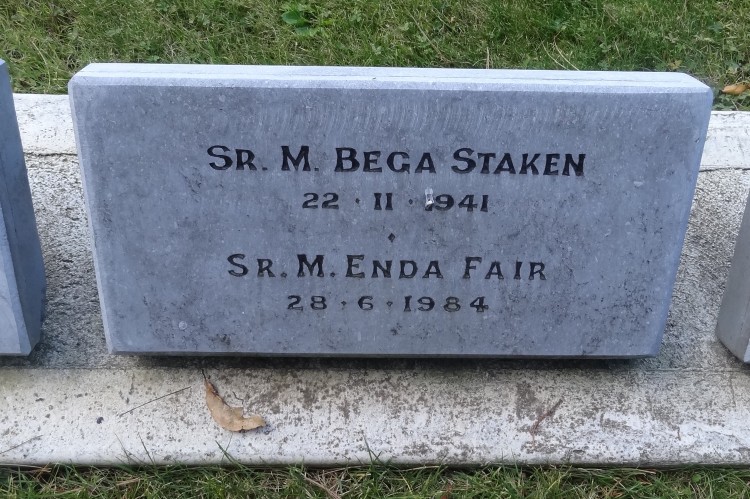 Sr. M. Bega Staken
22 · 11 · 1941
Sr. M. Enda Fair
28 · 6 · 1984